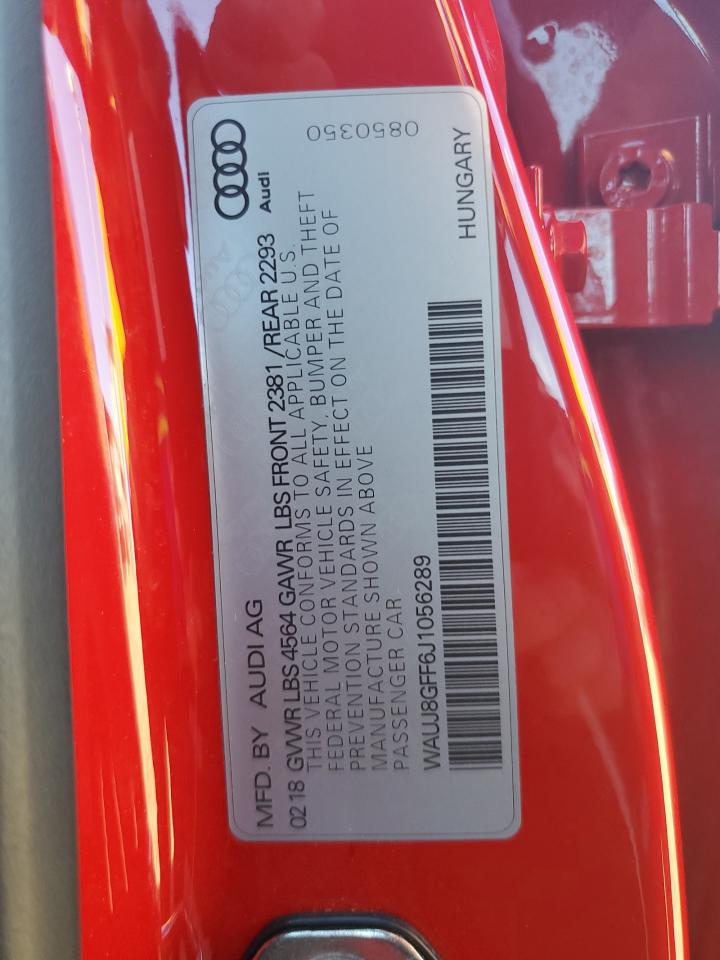 MFD. BY AUDI AG
02 18 GVWR LBS 4564 GAWR LBS FRONT 2381 /REAR 2293
THIS VEHICLE CONFORMS TO ALL APPLICABLE U.S.
FEDERAL MOTOR VEHICLE SAFETY, BUMPER AND THEFT
PREVENTION STANDARDS IN EFFECT ON THE DATE OF
MANUFACTURE SHOWN ABOVE
PASSENGER CAR
WAUJ8GFF6J1056289
Audi
0850350
HUNGARY